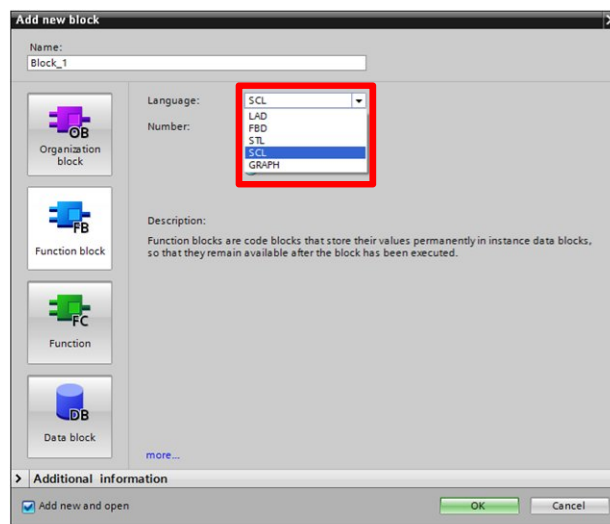 Add new block
Name:
Block_1
Language: SCL
LAD
Number: FBD
STL
SCL
GRAPH
OB
Organization
block
FB
Function block
Description:
Function blocks are code blocks that store their values permanently in instance data blocks,
so that they remain available after the block has been executed.
FC
Function
DB
Data block
more...
> Additional information
Add new and open
OK Cancel